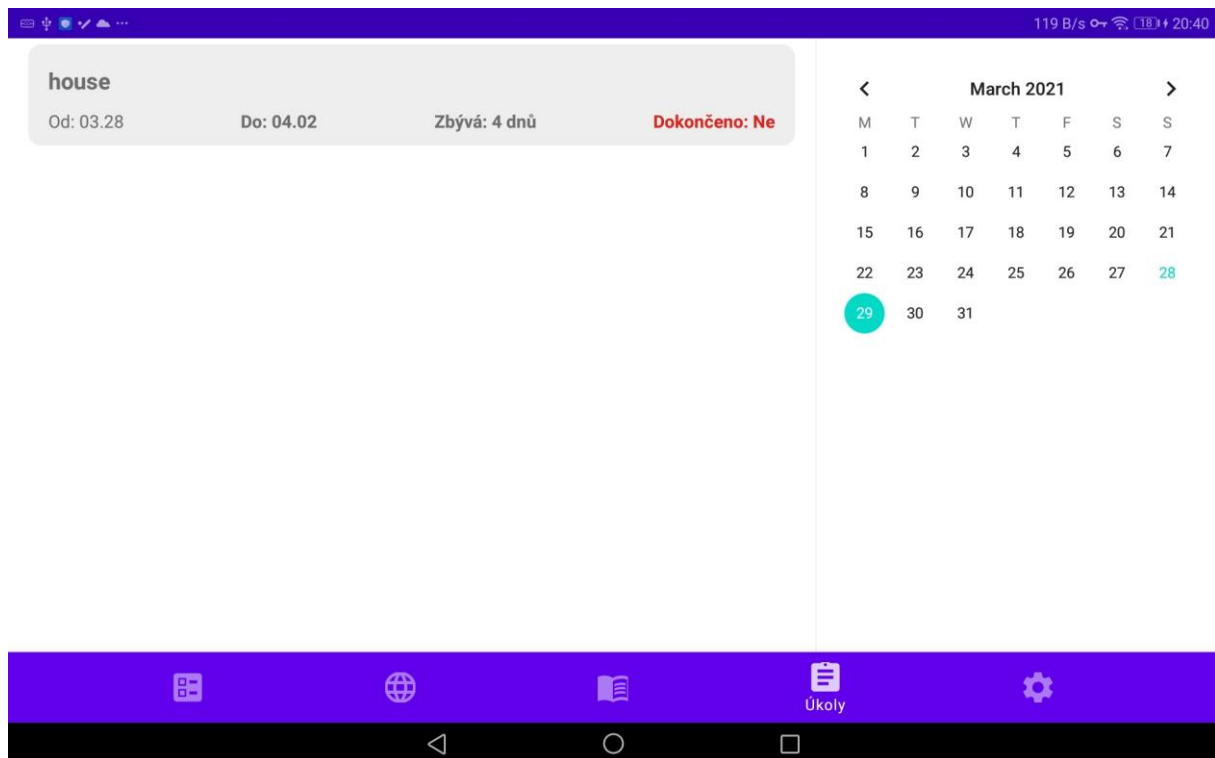 119 B/s 18 20:40
house
Od: 03.28 Do: 04.02 Zbývá: 4 dnů Dokončeno: Ne
March 2021
M T W T F S S
1 2 3 4 5 6 7
8 9 10 11 12 13 14
15 16 17 18 19 20 21
22 23 24 25 26 27 28
29 30 31
Úkoly